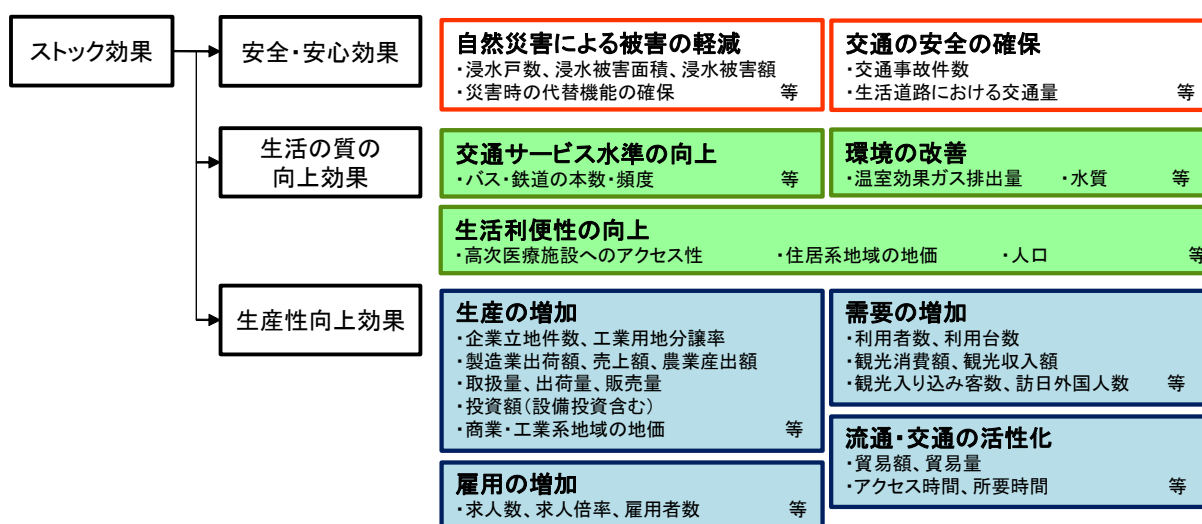 ストック効果
安全・安心効果
自然災害による被害の軽減
・浸水戸数、浸水被害面積、浸水被害額
・災害時の代替機能の確保 等
交通の安全の確保
・交通事故件数
・生活道路における交通量 等
生活の質の
向上効果
交通サービス水準の向上
・バス・鉄道の本数・頻度 等
環境の改善
・温室効果ガス排出量 ・水質 等
生活利便性の向上
・高次医療施設へのアクセス性 ・住居系地域の地価 ・人口 等
生産性向上効果
生産の増加
・企業立地件数、工業用地分譲率
・製造業出荷額、売上額、農業産出額
・取扱量、出荷量、販売量
・投資額(設備投資含む)
・商業・工業系地域の地価 等
需要の増加
・利用者数、利用台数
・観光消費額、観光収入額
・観光入り込み客数、訪日外国人数 等
流通・交通の活性化
・貿易額、貿易量
・アクセス時間、所要時間 等
雇用の増加
・求人数、求人倍率、雇用者数 等